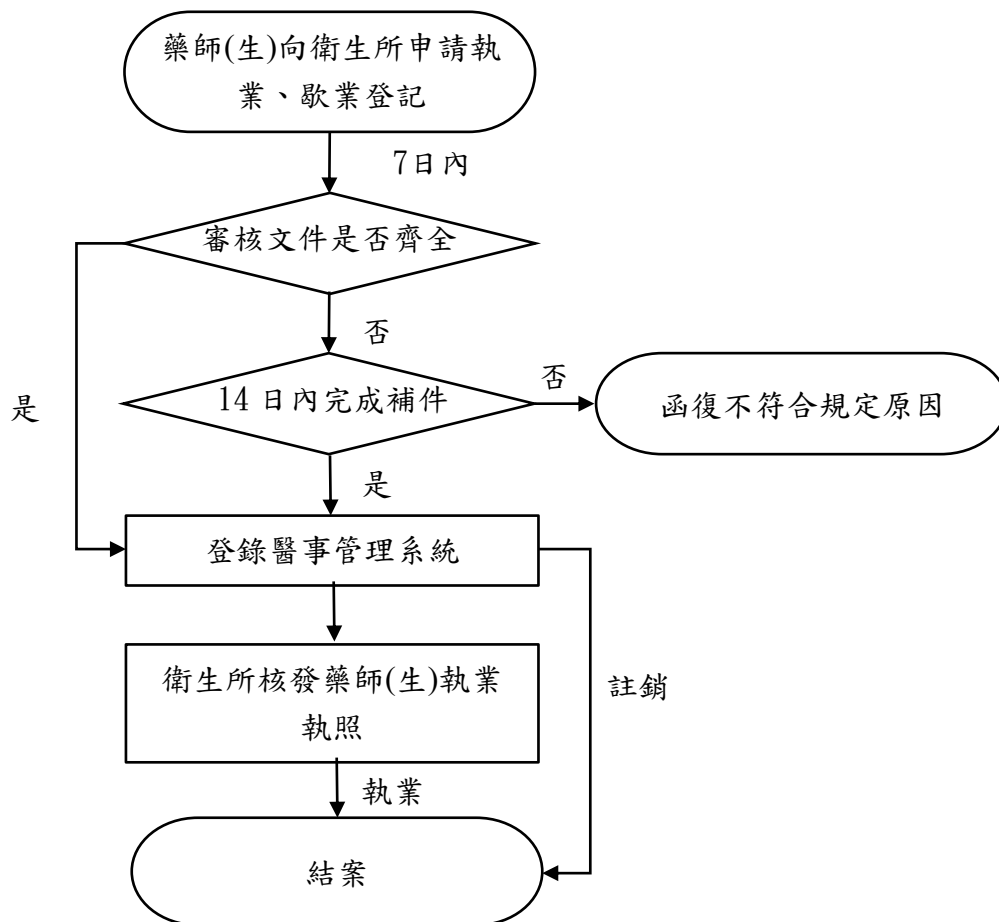 藥師(生)向衛生所申請執
業、歇業登記
7日內
審核文件是否齊全
否
是
14 日內完成補件
否
函復不符合規定原因
是
登錄醫事管理系統
衛生所核發藥師(生)執業
執照
註銷
執業
結案